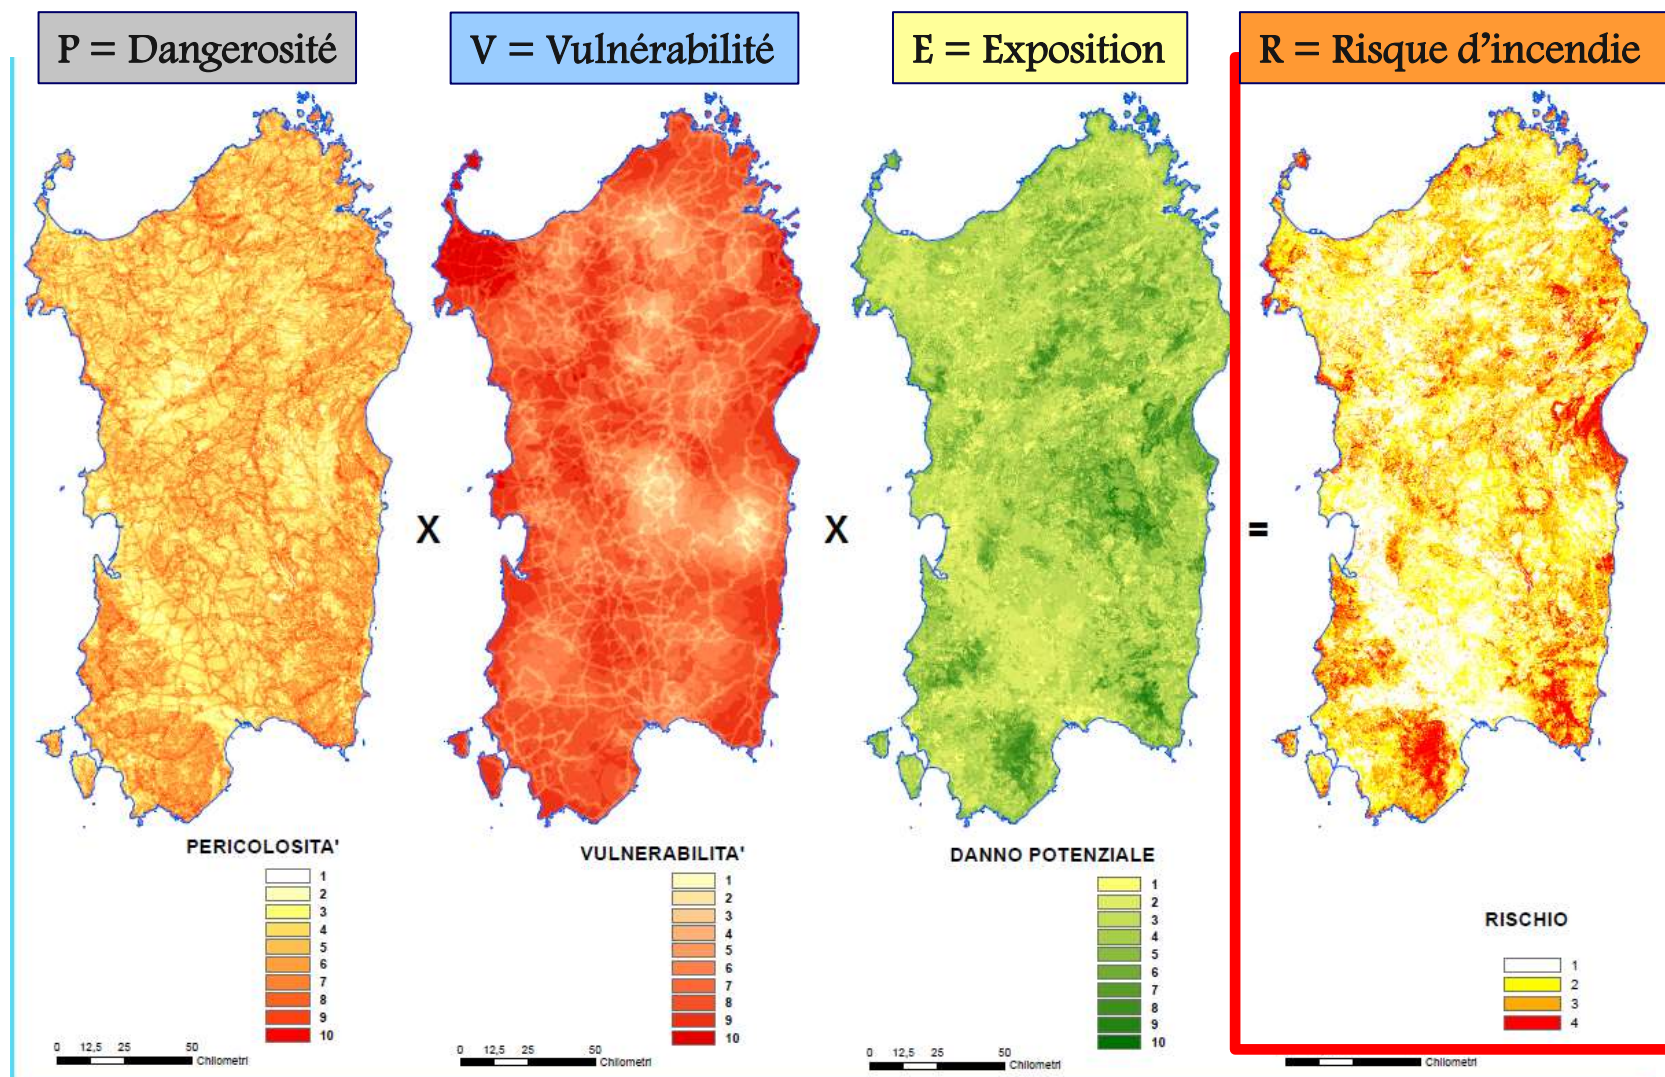 P = Dangerosité
V = Vulnérabilité
E = Exposition
R = Risque d'incendie
X
X
=
PERICOLOSITA'
1
2
3
4
5
6
7
8
9
10
0 12,5 25 50
Chilometri
VULNERABILITA'
1
2
3
4
5
6
7
8
9
10
0 12,5 25 50
Chilometri
DANNO POTENZIALE
1
2
3
4
5
6
7
8
9
10
0 12,5 25 50
Chilometri
RISCHIO
1
2
3
4
Chilometri